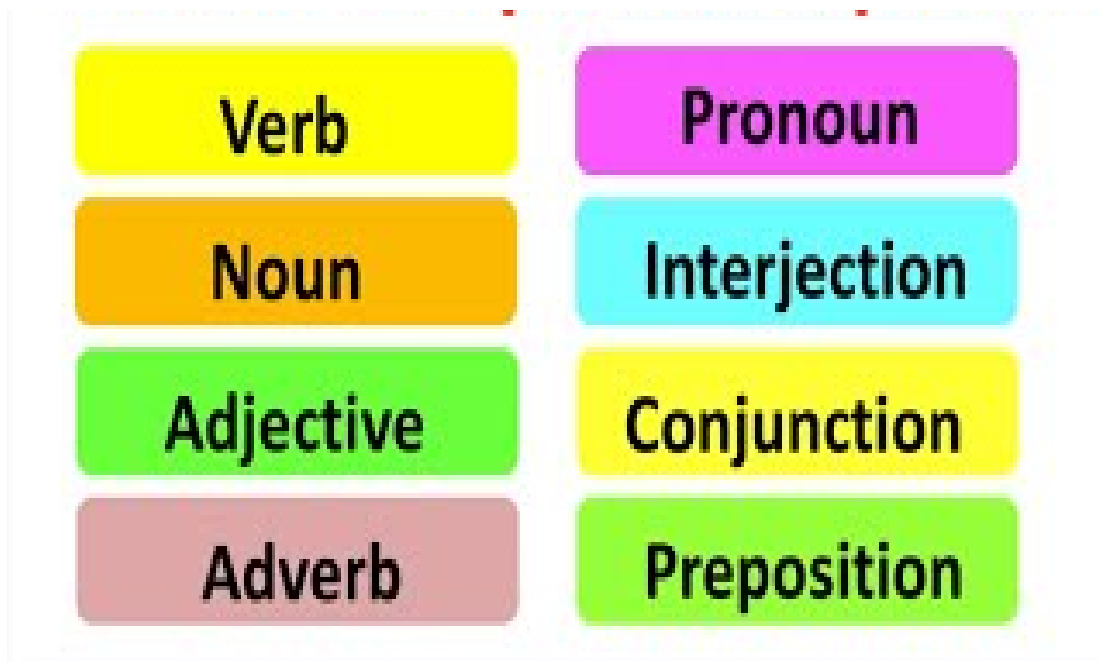 Verb
Pronoun
Noun
Interjection
Adjective
Conjunction
Adverb
Preposition